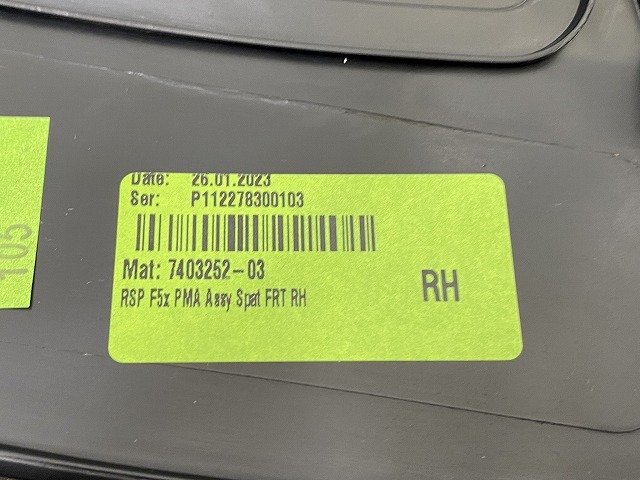 Date: 26.01.2023
Ser: P112278300103
Mat: 7403252-03
RSP F5x PMA Assy Spat FRT RH
RH
105